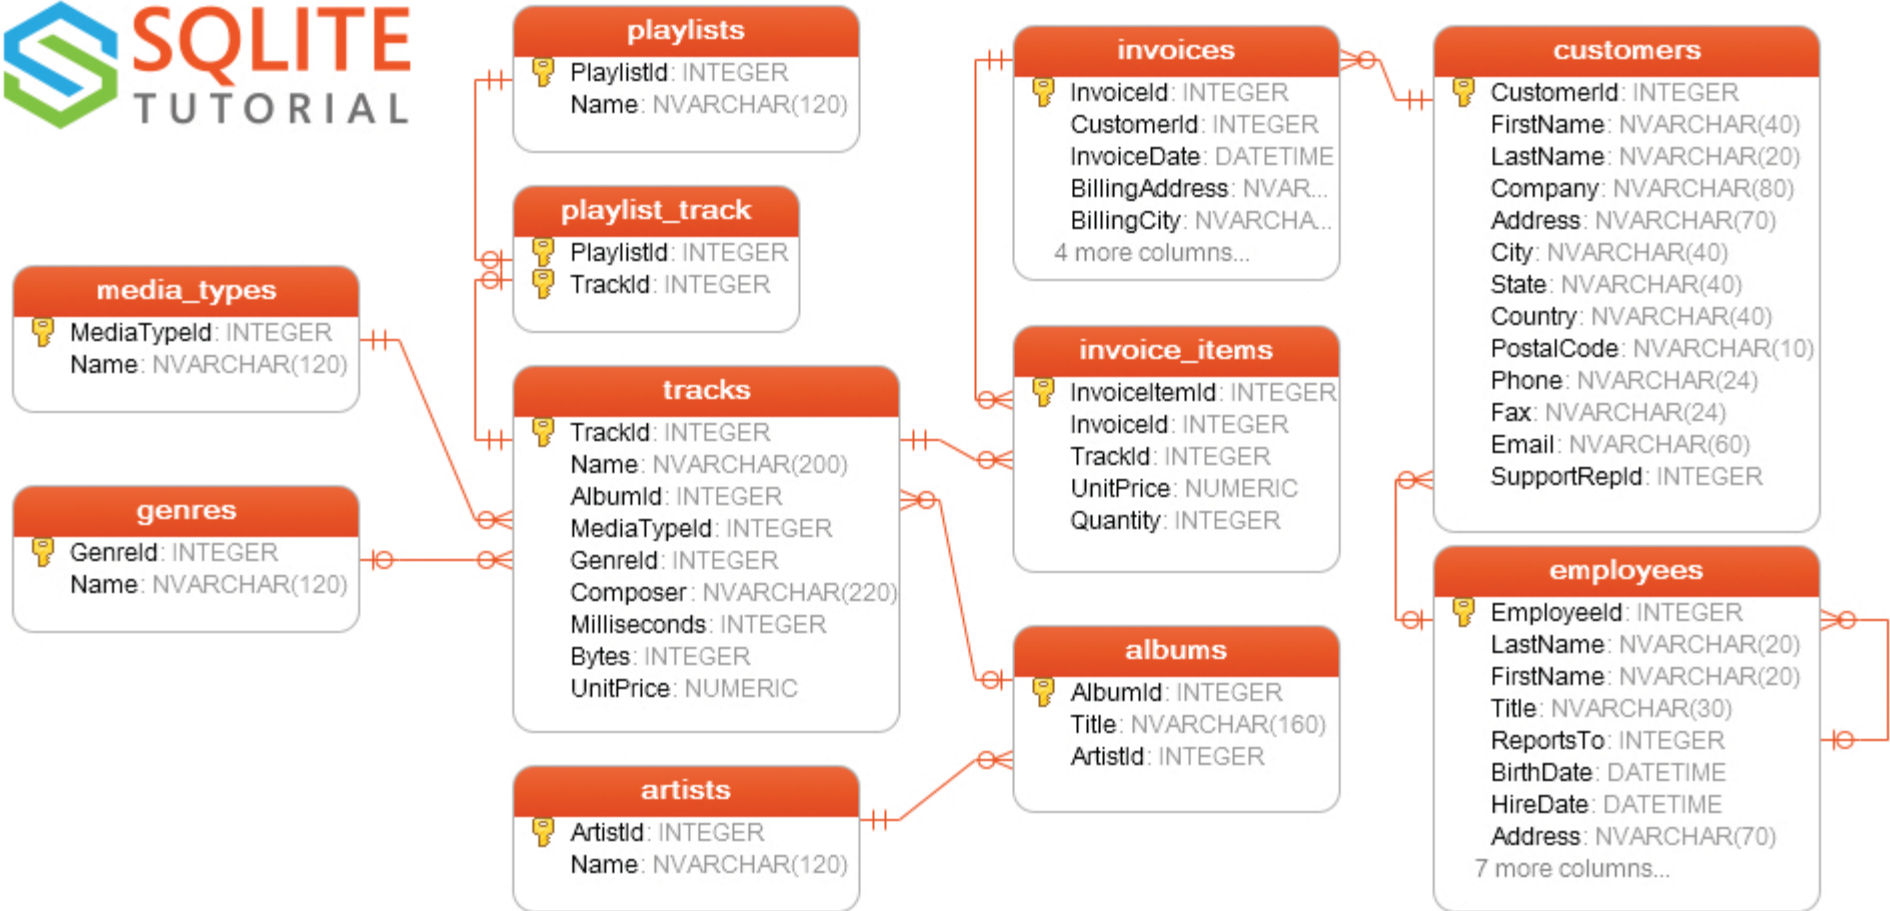 SQLITE
TUTORIAL
playlists
PlaylistId: INTEGER
Name: NVARCHAR(120)
playlist_track
PlaylistId: INTEGER
TrackId: INTEGER
media_types
MediaTypeId: INTEGER
Name: NVARCHAR(120)
genres
GenreId: INTEGER
Name: NVARCHAR(120)
tracks
TrackId: INTEGER
Name: NVARCHAR(200)
AlbumId: INTEGER
MediaTypeId: INTEGER
GenreId: INTEGER
Composer: NVARCHAR(220)
Milliseconds: INTEGER
Bytes: INTEGER
UnitPrice: NUMERIC
artists
ArtistId: INTEGER
Name: NVARCHAR(120)
invoices
InvoiceId: INTEGER
CustomerId: INTEGER
InvoiceDate: DATETIME
BillingAddress: NVAR...
BillingCity: NVARCHA...
4 more columns...
invoice_items
InvoiceItemId: INTEGER
InvoiceId: INTEGER
TrackId: INTEGER
UnitPrice: NUMERIC
Quantity: INTEGER
albums
AlbumId: INTEGER
Title: NVARCHAR(160)
ArtistId: INTEGER
customers
CustomerId: INTEGER
FirstName: NVARCHAR(40)
LastName: NVARCHAR(20)
Company: NVARCHAR(80)
Address: NVARCHAR(70)
City: NVARCHAR(40)
State: NVARCHAR(40)
Country: NVARCHAR(40)
PostalCode: NVARCHAR(10)
Phone: NVARCHAR(24)
Fax: NVARCHAR(24)
Email: NVARCHAR(60)
SupportRepId: INTEGER
employees
EmployeeId: INTEGER
LastName: NVARCHAR(20)
FirstName: NVARCHAR(20)
Title: NVARCHAR(30)
ReportsTo: INTEGER
BirthDate: DATETIME
HireDate: DATETIME
Address: NVARCHAR(70)
7 more columns...